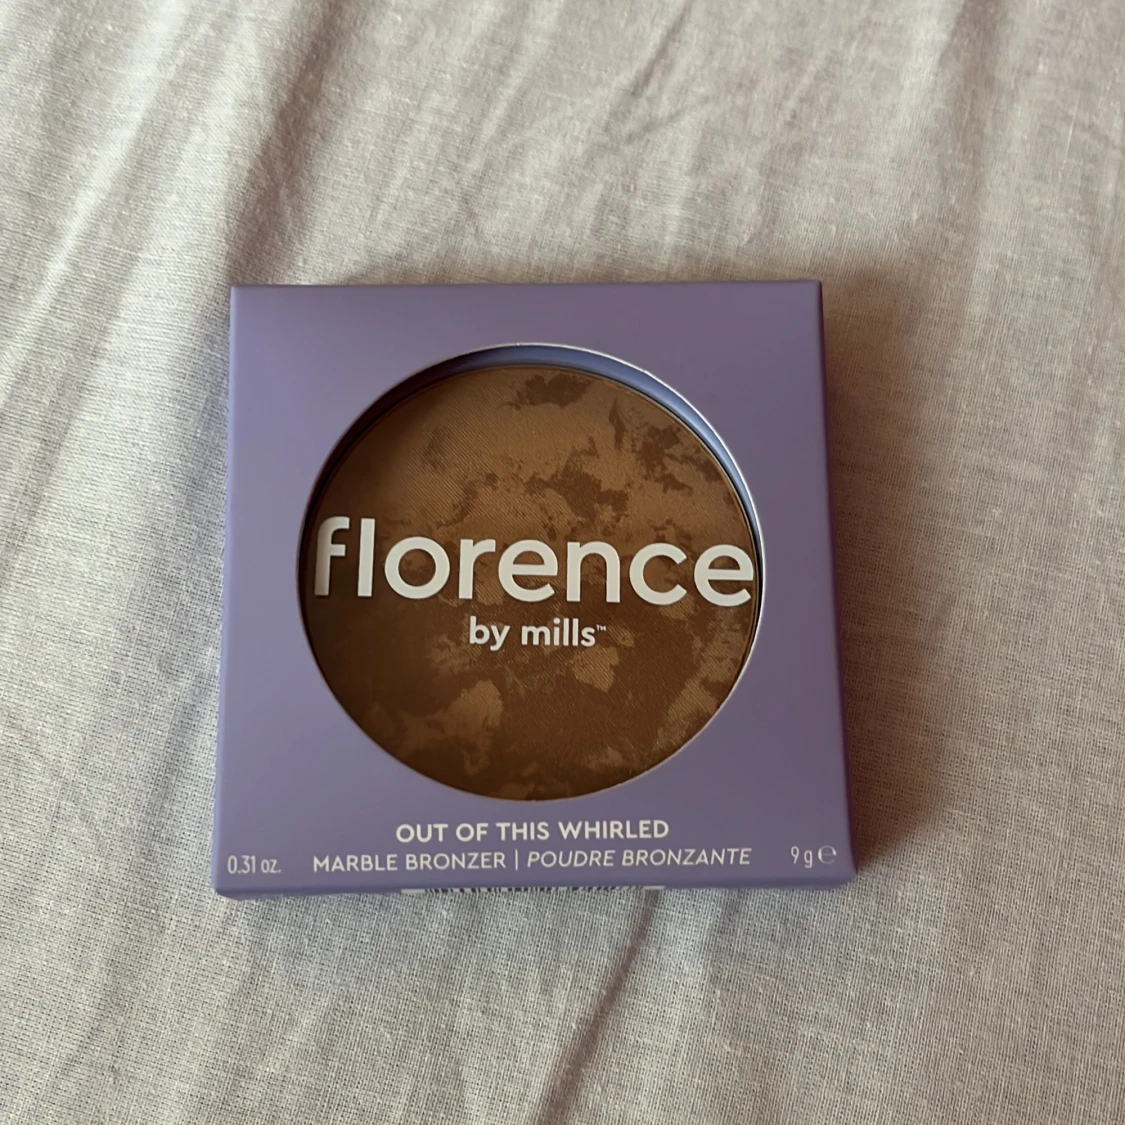 florence
by mills™
OUT OF THIS WHIRLED
0.31 oz. MARBLE BRONZER | POUDRE BRONZANTE 9 g ℮